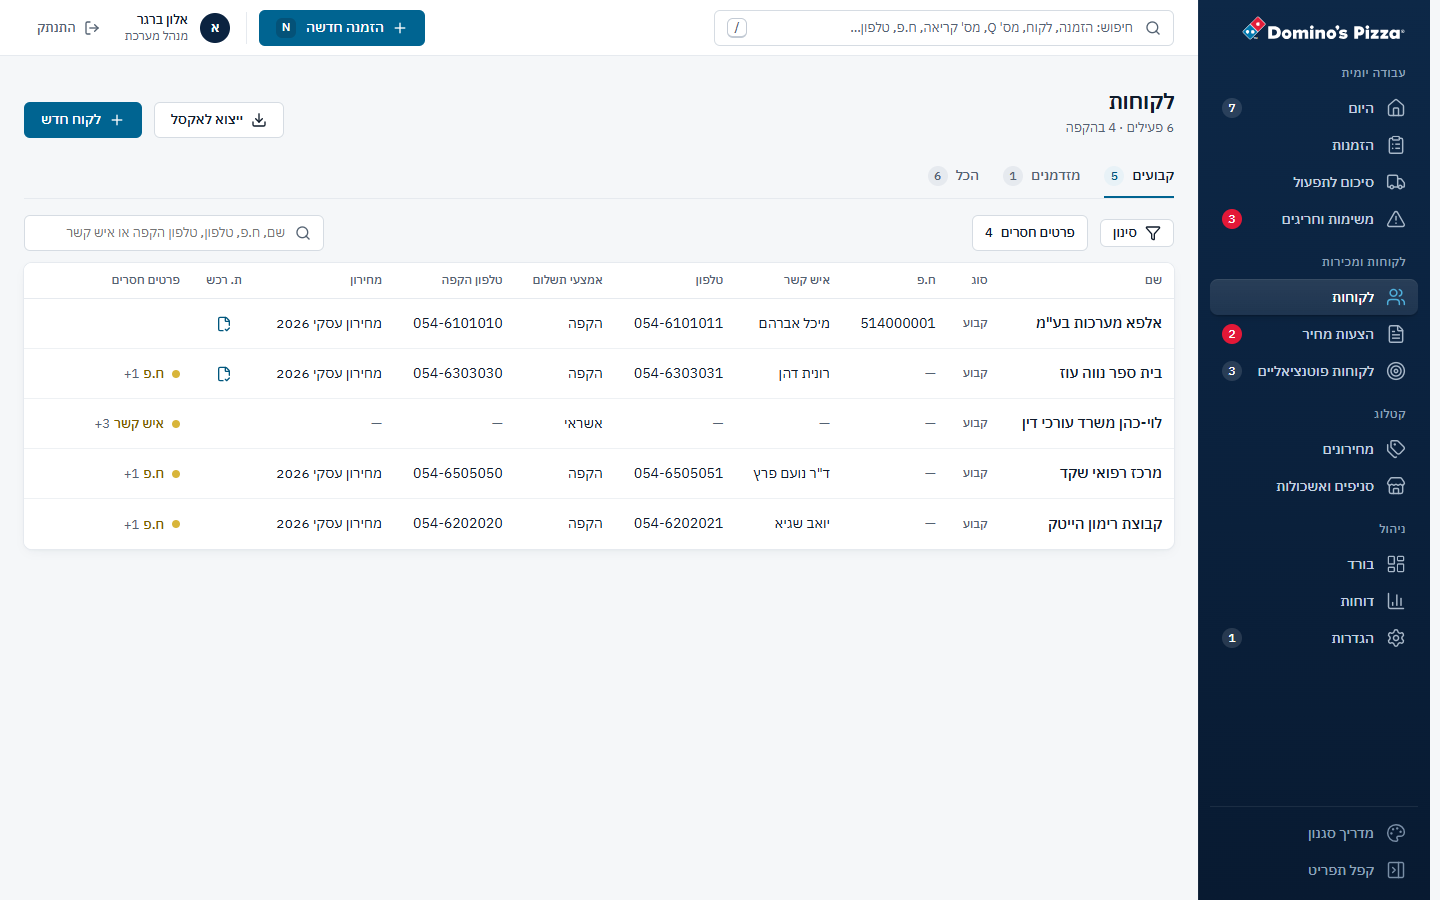 Domino's Pizza
עבודה יומית
היום 7
הזמנות
סיכום לתפעול
משימות וחריגים 3
לקוחות ומכירות
לקוחות
הצעות מחיר 2
לקוחות פוטנציאליים 3
קטלוג
מחירונים
סניפים ואשכולות
ניהול
בורד
דוחות
הגדרות 1
מדריך סגנון
קפל תפריט
חיפוש: הזמנה, לקוח, מס' Q, מס' קריאה, ח.פ, טלפון... /
הזמנה חדשה N
א
אלון ברגר
מנהל מערכת
התנתק
לקוחות
6 פעילים · 4 בהקפה
ייצוא לאקסל
לקוח חדש
קבועים 5 מזדמנים 1 הכל 6
סינון פרטים חסרים 4 שם, ח.פ, טלפון, טלפון הקפה או איש קשר
שם סוג ח.פ איש קשר טלפון אמצעי תשלום טלפון הקפה מחירון ת. רכש פרטים חסרים
אלפא מערכות בע"מ קבוע 514000001 מיכל אברהם 054-6101011 הקפה 054-6101010 מחירון עסקי 2026
בית ספר נווה עוז קבוע — רונית דהן 054-6303031 הקפה 054-6303030 מחירון עסקי 2026 ח.פ +1
לוי-כהן משרד עורכי דין קבוע — — — אשראי — — איש קשר +3
מרכז רפואי שקד קבוע — ד"ר נועם פרץ 054-6505051 הקפה 054-6505050 מחירון עסקי 2026 ח.פ +1
קבוצת רימון הייטק קבוע — יואב שגיא 054-6202021 הקפה 054-6202020 מחירון עסקי 2026 ח.פ +1